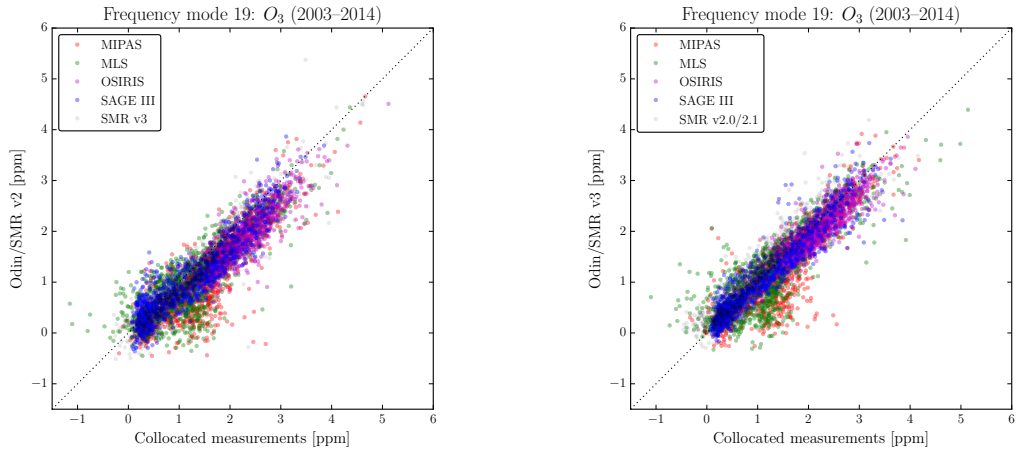 Frequency mode 19: O₃ (2003–2014)
6
5
4
3
2
1
0
−1
Odin/SMR v2 [ppm]
MIPAS
MLS
OSIRIS
SAGE III
SMR v3
−1 0 1 2 3 4 5 6
Collocated measurements [ppm]
Frequency mode 19: O₃ (2003–2014)
6
5
4
3
2
1
0
−1
Odin/SMR v3 [ppm]
MIPAS
MLS
OSIRIS
SAGE III
SMR v2.0/2.1
−1 0 1 2 3 4 5 6
Collocated measurements [ppm]